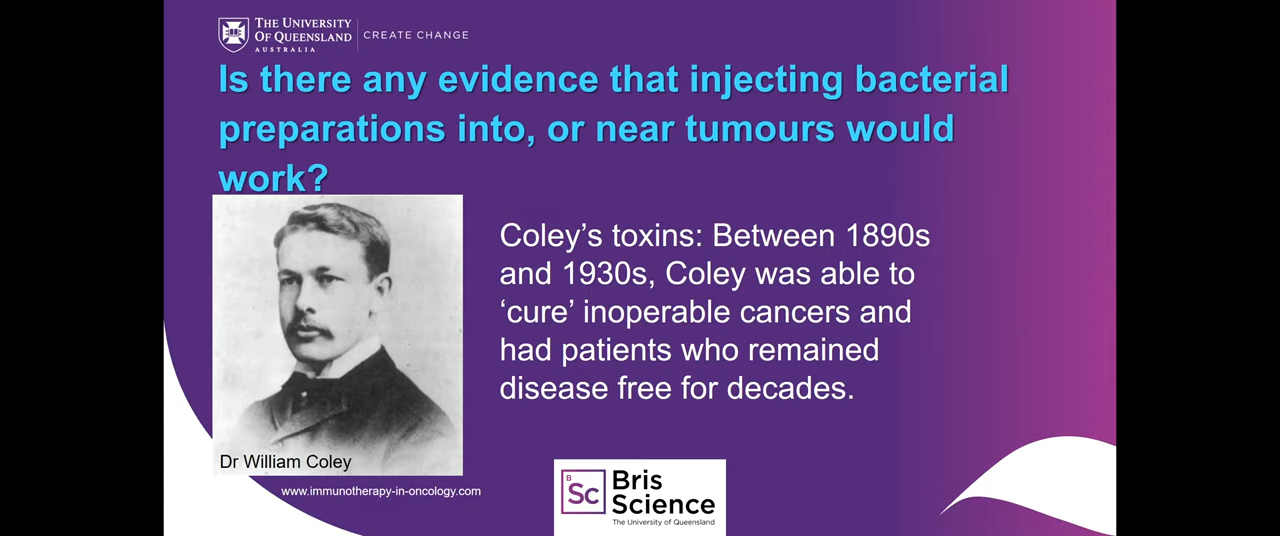 THE UNIVERSITY
OF QUEENSLAND
AUSTRALIA
CREATE CHANGE
Is there any evidence that injecting bacterial
preparations into, or near tumours would
work?
Coley’s toxins: Between 1890s
and 1930s, Coley was able to
‘cure’ inoperable cancers and
had patients who remained
disease free for decades.
Dr William Coley
www.immunotherapy-in-oncology.com
B
Sc
Bris
Science
The University of Queensland